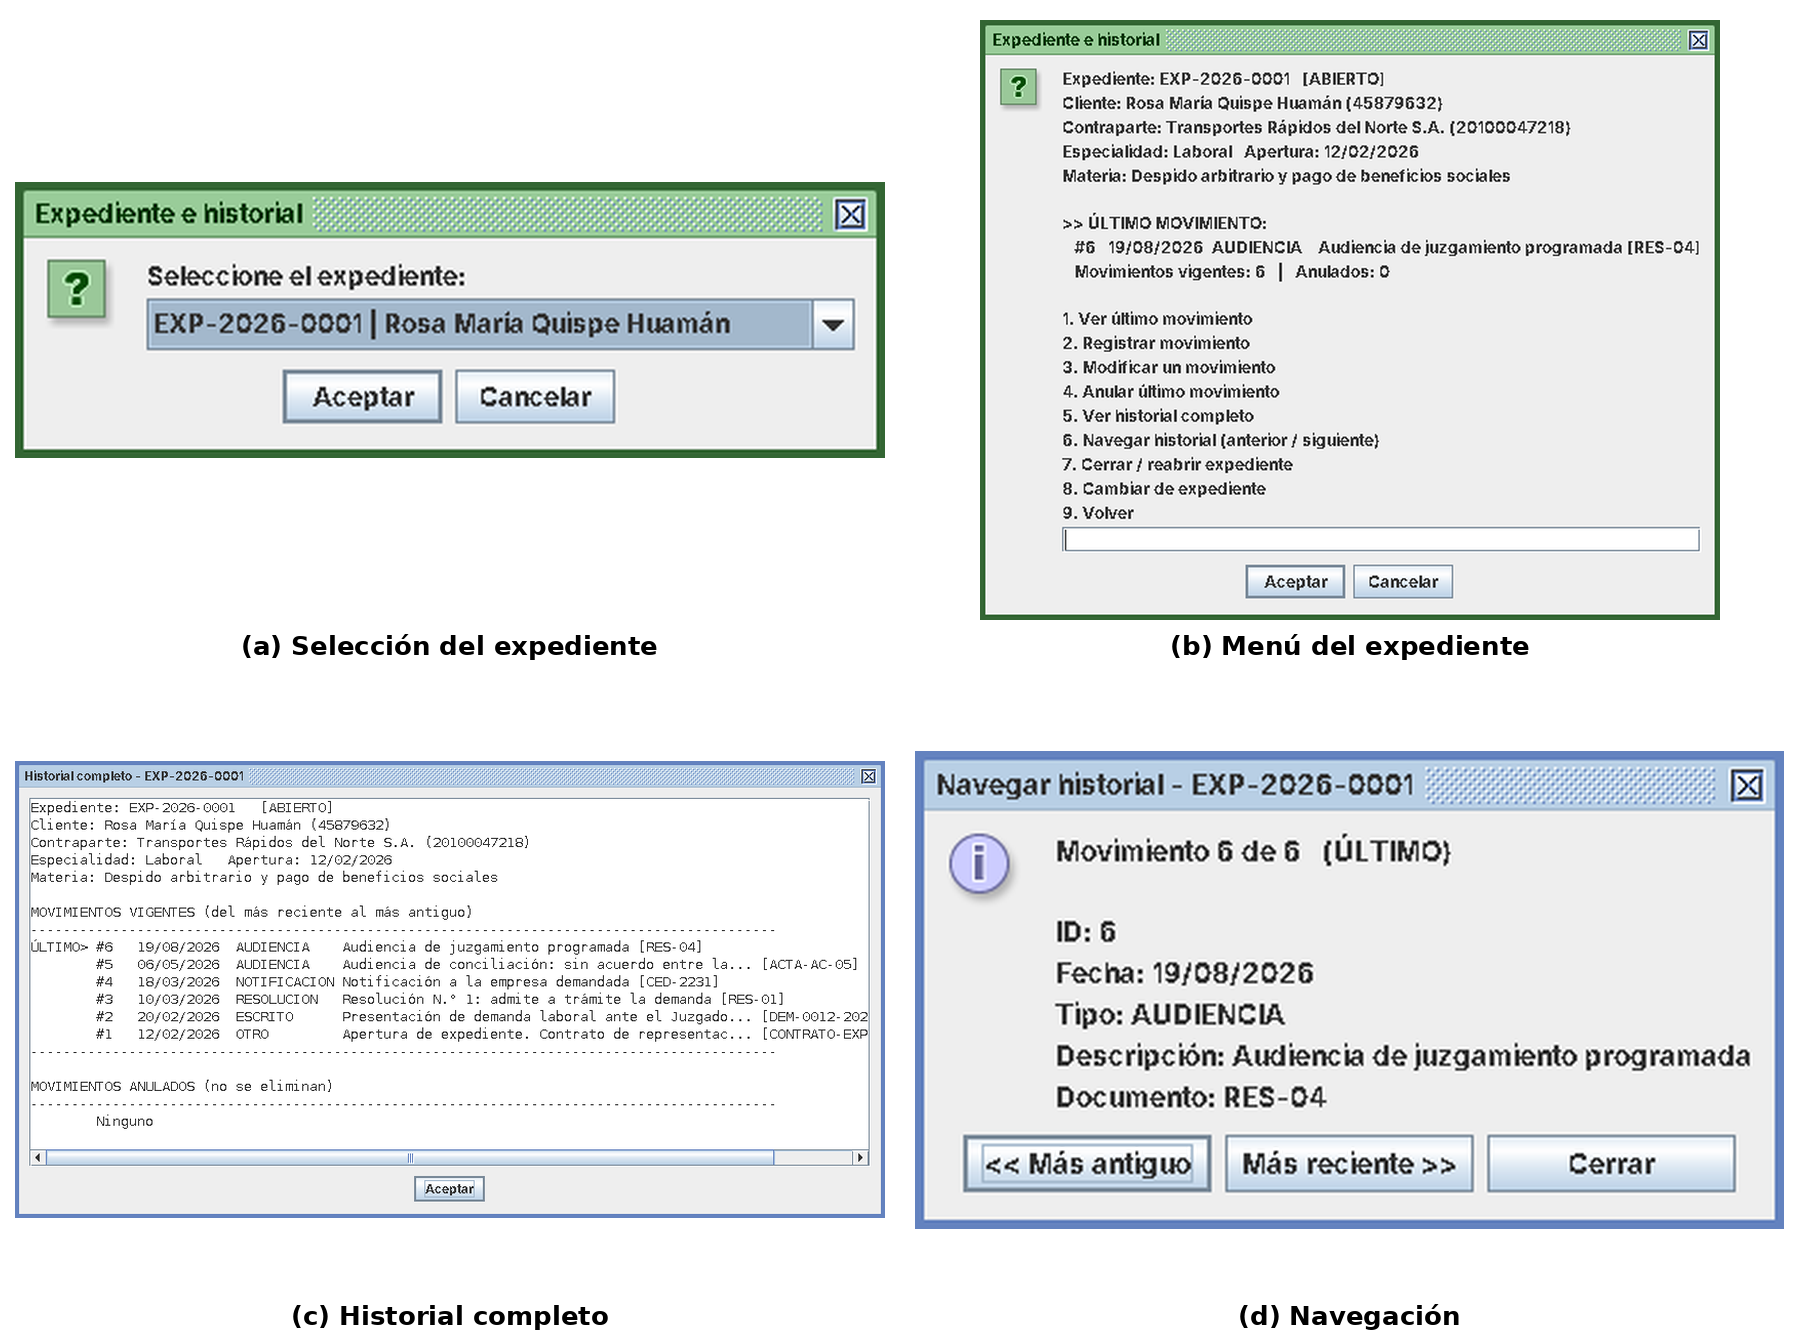 Expediente e historial
Seleccione el expediente:
EXP-2026-0001 | Rosa María Quispe Huamán
Aceptar Cancelar
(a) Selección del expediente
Expediente e historial
Expediente: EXP-2026-0001 [ABIERTO]
Cliente: Rosa María Quispe Huamán (45879632)
Contraparte: Transportes Rápidos del Norte S.A. (20100047218)
Especialidad: Laboral Apertura: 12/02/2026
Materia: Despido arbitrario y pago de beneficios sociales
>> ÚLTIMO MOVIMIENTO:
#6 19/08/2026 AUDIENCIA Audiencia de juzgamiento programada [RES-04]
Movimientos vigentes: 6 | Anulados: 0
1. Ver último movimiento
2. Registrar movimiento
3. Modificar un movimiento
4. Anular último movimiento
5. Ver historial completo
6. Navegar historial (anterior / siguiente)
7. Cerrar / reabrir expediente
8. Cambiar de expediente
9. Volver
Aceptar Cancelar
(b) Menú del expediente
Historial completo - EXP-2026-0001
Expediente: EXP-2026-0001 [ABIERTO]
Cliente: Rosa María Quispe Huamán (45879632)
Contraparte: Transportes Rápidos del Norte S.A. (20100047218)
Especialidad: Laboral Apertura: 12/02/2026
Materia: Despido arbitrario y pago de beneficios sociales
MOVIMIENTOS VIGENTES (del más reciente al más antiguo)
ÚLTIMO> #6 19/08/2026 AUDIENCIA Audiencia de juzgamiento programada [RES-04]
#5 06/05/2026 AUDIENCIA Audiencia de conciliación: sin acuerdo entre la... [ACTA-AC-05]
#4 18/03/2026 NOTIFICACION Notificación a la empresa demandada [CED-2231]
#3 10/03/2026 RESOLUCION Resolución N.° 1: admite a trámite la demanda [RES-01]
#2 20/02/2026 ESCRITO Presentación de demanda laboral ante el Juzgado... [DEM-0012-202
#1 12/02/2026 OTRO Apertura de expediente. Contrato de representac... [CONTRATO-EXP
MOVIMIENTOS ANULADOS (no se eliminan)
Ninguno
Aceptar
(c) Historial completo
Navegar historial - EXP-2026-0001
Movimiento 6 de 6 (ÚLTIMO)
ID: 6
Fecha: 19/08/2026
Tipo: AUDIENCIA
Descripción: Audiencia de juzgamiento programada
Documento: RES-04
<< Más antiguo Más reciente >> Cerrar
(d) Navegación